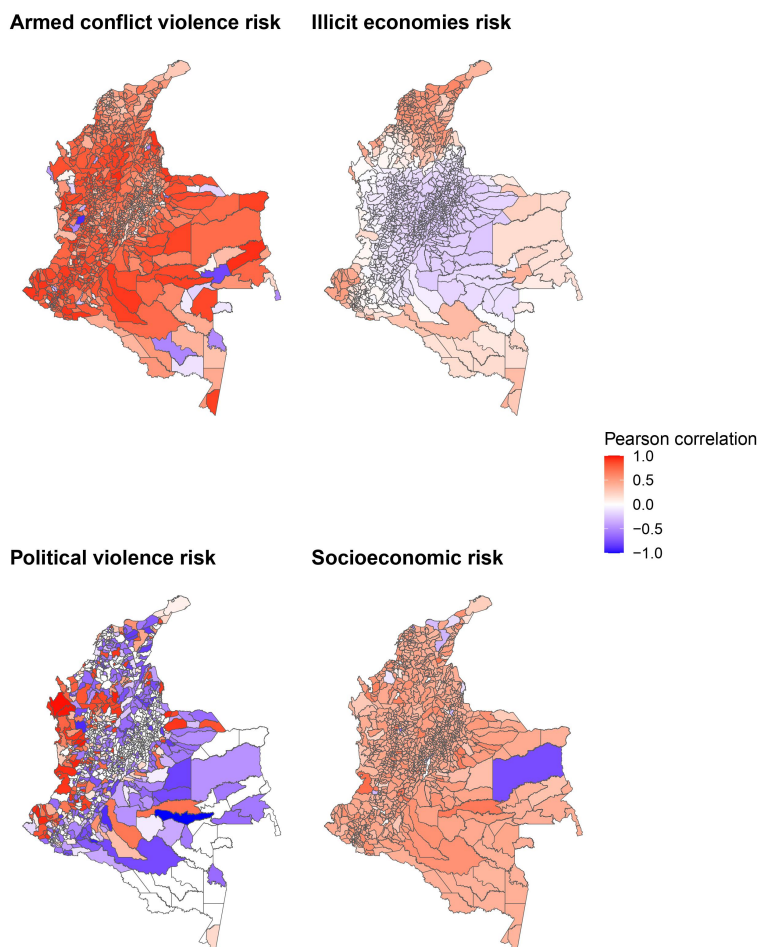 Armed conflict violence risk
Illicit economies risk
Pearson correlation
1.0
0.5
0.0
−0.5
−1.0
Political violence risk
Socioeconomic risk